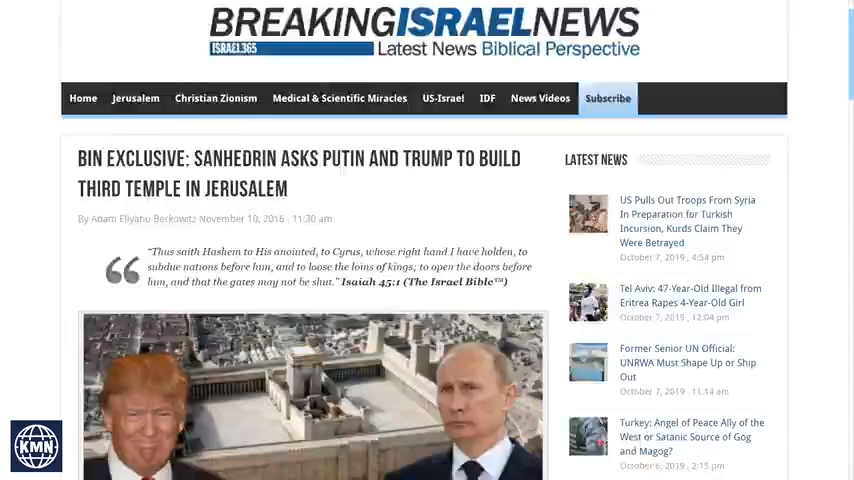 BREAKINGISRAELNEWS
ISRAEL365
Latest News Biblical Perspective
Home Jerusalem Christian Zionism Medical & Scientific Miracles US-Israel IDF News Videos Subscribe
BIN EXCLUSIVE: SANHEDRIN ASKS PUTIN AND TRUMP TO BUILD
THIRD TEMPLE IN JERUSALEM
By Adam Eliyahu Berkowitz November 10, 2016 , 11:30 am
“Thus saith Hashem to His anointed, to Cyrus, whose right hand I have holden, to
subdue nations before him, and to loose the loins of kings; to open the doors before
him, and that the gates may not be shut.” Isaiah 45:1 (The Israel Bible™)
LATEST NEWS
US Pulls Out Troops From Syria
In Preparation for Turkish
Incursion, Kurds Claim They
Were Betrayed
October 7, 2019 , 4:54 pm
Tel Aviv: 47-Year-Old Illegal from
Eritrea Rapes 4-Year-Old Girl
October 7, 2019 , 12:04 pm
Former Senior UN Official:
UNRWA Must Shape Up or Ship
Out
October 7, 2019 , 11:14 am
Turkey: Angel of Peace Ally of the
West or Satanic Source of Gog
and Magog?
October 6, 2019 , 2:15 pm
KMN